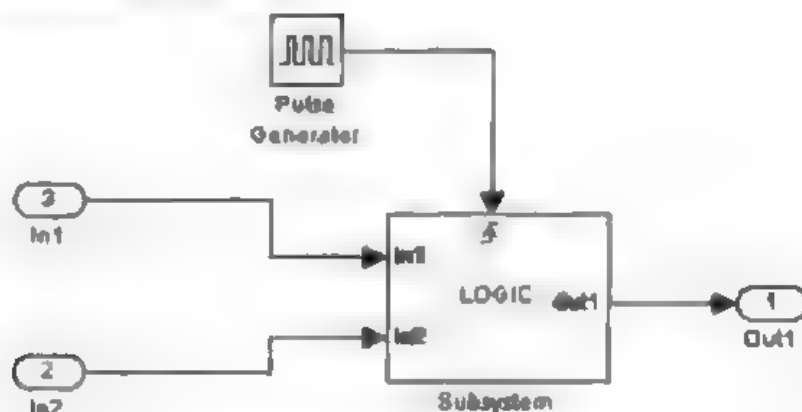 Pulse
Generator
3
In1
In1
LOGIC
Out1
1
Out1
In2
2
In2
Subsystem